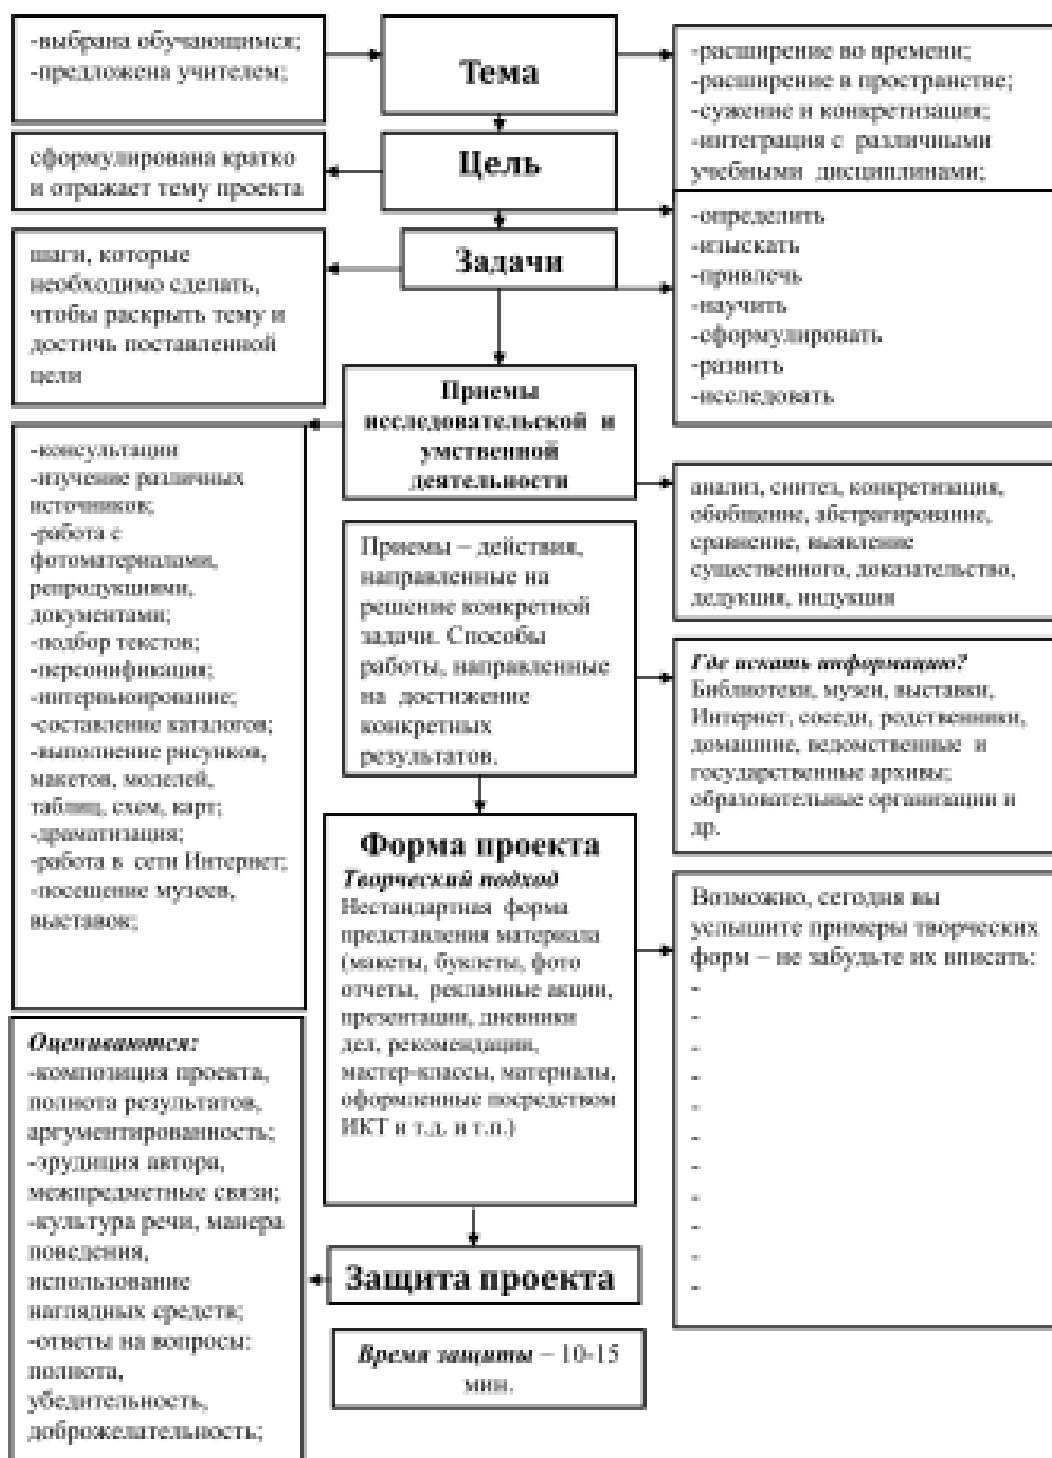 -выбрана обучающимся;
-предложена учителем;
Тема
-расширение во времени;
-расширение в пространстве;
-сужение и конкретизация;
-интеграция с различными
учебными дисциплинами;
сформулирована кратко
и отражает тему проекта
Цель
-определить
-изыскать
-привлечь
-научить
-сформулировать
-развить
-исследовать
шаги, которые
необходимо сделать,
чтобы раскрыть тему и
достичь поставленной
цели
Задачи
Приемы
исследовательской и
умственной
деятельности
-консультации
-изучение различных
источников;
-работа с
фотоматериалами,
репродукциями,
документами;
-подбор текстов;
-персонификация;
-интервьюирование;
-составление каталогов;
-выполнение рисунков,
макетов, моделей,
таблиц, схем, карт;
-драматизация;
-работа в сети Интернет;
-посещение музеев,
выставок;
анализ, синтез, конкретизация,
обобщение, абстрагирование,
сравнение, выявление
существенного, доказательство,
дедукция, индукция
Приемы – действия,
направленные на
решение конкретной
задачи. Способы
работы, направленные
на достижение
конкретных
результатов.
Где искать информацию?
Библиотеки, музеи, выставки,
Интернет, соседи, родственники,
домашние, ведомственные и
государственные архивы;
образовательные организации и
др.
Форма проекта
Творческий подход
Нестандартная форма
представления материала
(макеты, буклеты, фото
отчеты, рекламные акции,
презентации, дневники
дел, рекомендации,
мастер-классы, материалы,
оформленные посредством
ИКТ и т.д. и т.п.)
Возможно, сегодня вы
услышите примеры творческих
форм – не забудьте их вписать:
-
-
-
-
-
-
-
-
-
-
-
Оцениваются:
-композиция проекта,
полнота результатов,
аргументированность;
-эрудиция автора,
межпредметные связи;
-культура речи, манера
поведения,
использование
наглядных средств;
-ответы на вопросы:
полнота,
убедительность,
доброжелательность;
Защита проекта
Время защиты – 10-15
мин.